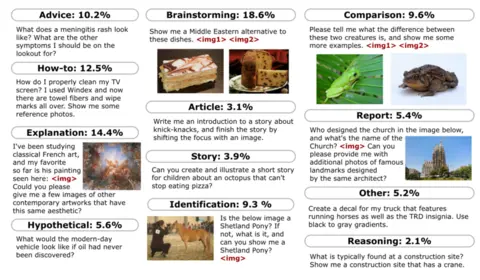 Advice: 10.2%
What does a meningitis rash look
like? What are the other
symptoms I should be on the
lookout for?
How-to: 12.5%
How do I properly clean my TV
screen? I used Windex and now
there are towel fibers and wipe
marks all over. Show me some
reference photos.
Explanation: 14.4%
I've been studying
classical French art,
and my favorite
so far is his painting
seen here: <img>
Could you please
give me a few images of other
contemporary artworks that have
this same aesthetic?
Hypothetical: 5.6%
What would the modern-day
vehicle look like if oil had never
been discovered?
Brainstorming: 18.6%
Show me a Middle Eastern alternative to
these dishes. <img1> <img2>
Article: 3.1%
Write me an introduction to a story about
knick-knacks, and finish the story by
shifting the focus with an image.
Story: 3.9%
Can you create and illustrate a short story
for children about an octopus that can't
stop eating pizza?
Identification: 9.3 %
Is the below image a
Shetland Pony? If
not, what is it, and
can you show me a
Shetland Pony?
<img>
Comparison: 9.6%
Please tell me what the difference between
these two creatures is, and show me some
more examples. <img1> <img2>
Report: 5.4%
Who designed the church in the image below,
and what's the name of the
Church? <img> Can you
please provide me with
additional photos of famous
landmarks designed
by the same architect?
Other: 5.2%
Create a decal for my truck that features
running horses as well as the TRD insignia. Use
black to gray gradients.
Reasoning: 2.1%
What is typically found at a construction site?
Show me a construction site that has a crane.